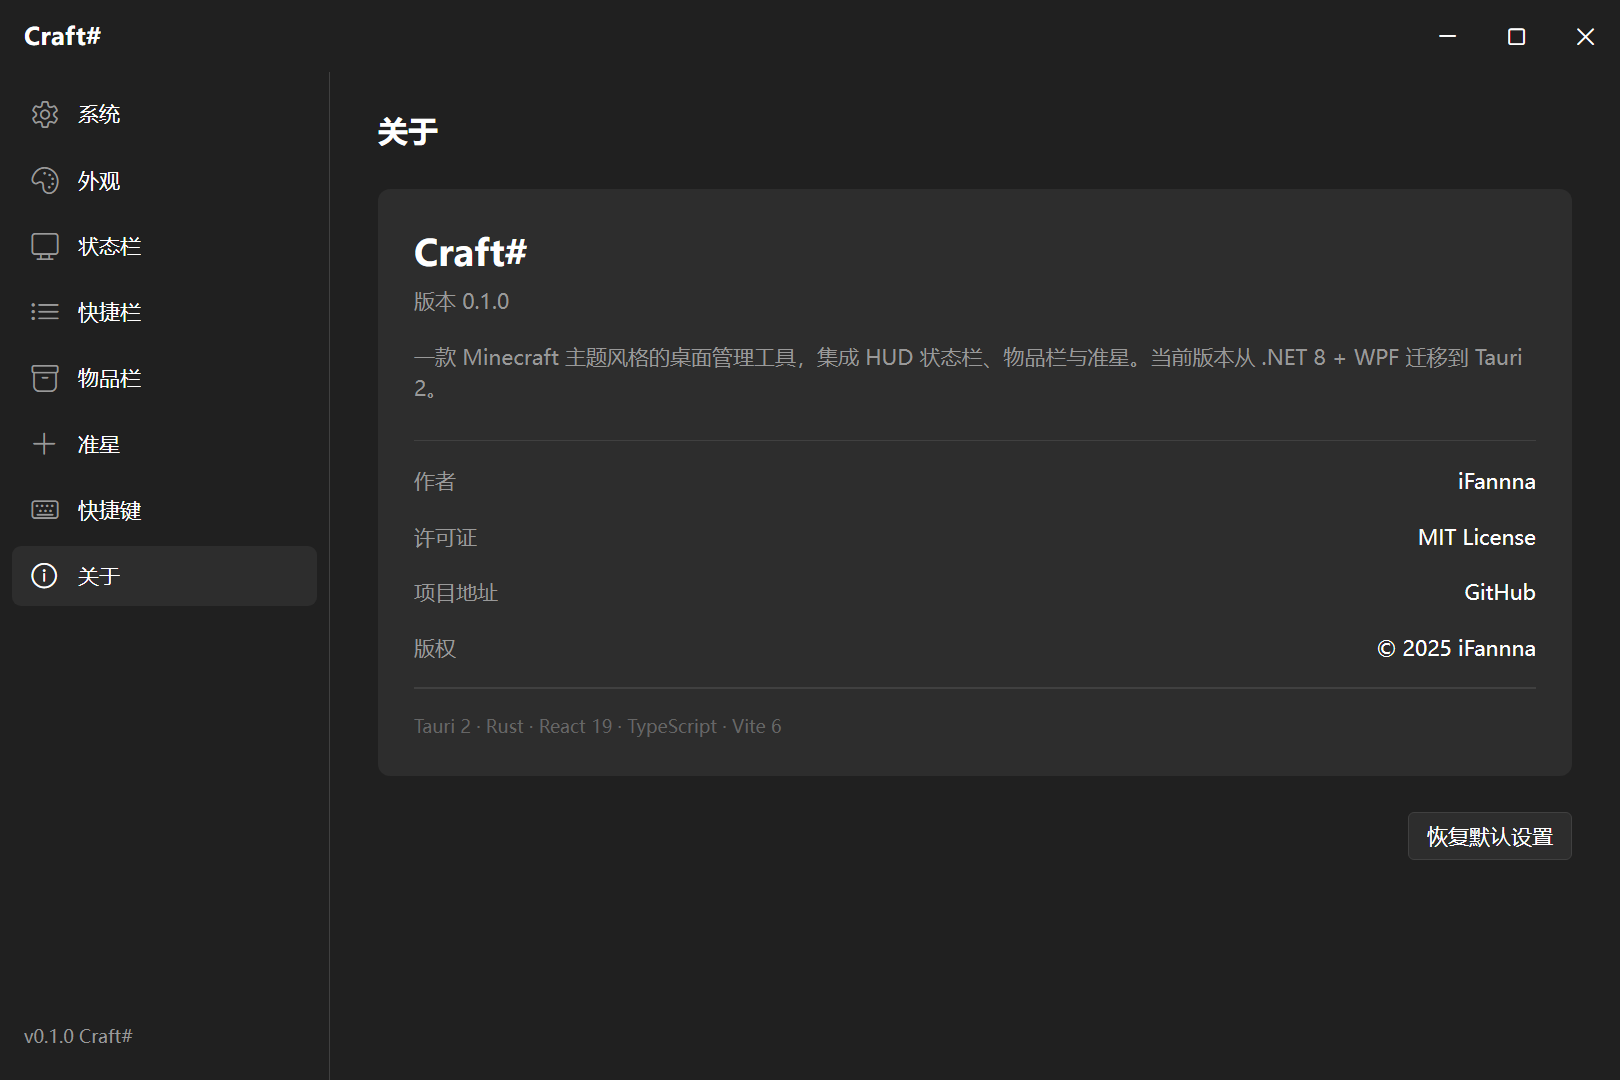 Craft#
系统
外观
状态栏
快捷栏
物品栏
准星
快捷键
关于
v0.1.0 Craft#
关于
Craft#
版本 0.1.0
一款 Minecraft 主题风格的桌面管理工具，集成 HUD 状态栏、物品栏与准星。当前版本从 .NET 8 + WPF 迁移到 Tauri
2。
作者 iFannna
许可证 MIT License
项目地址 GitHub
版权 © 2025 iFannna
Tauri 2 · Rust · React 19 · TypeScript · Vite 6
恢复默认设置